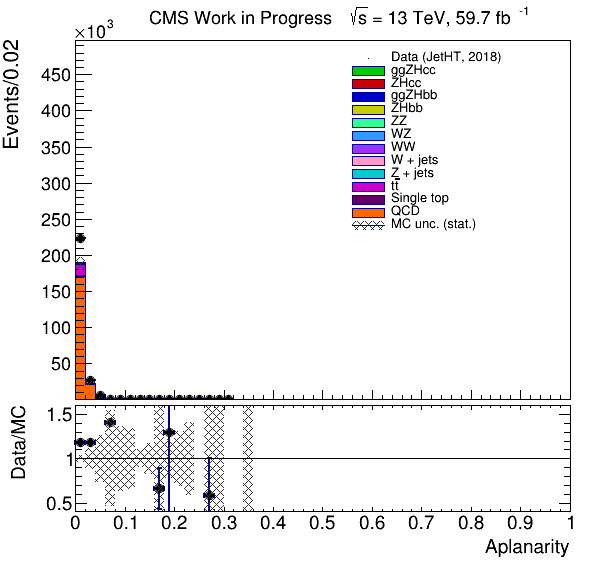 CMS Work in Progress √s = 13 TeV, 59.7 fb⁻¹
×10³
Events/0.02
450
400
350
300
250
200
150
100
50
Data (JetHT, 2018)
ggZHcc
ZHcc
ggZHbb
ZHbb
ZZ
WZ
WW
W + jets
Z + jets
tt̅
Single top
QCD
MC unc. (stat.)
Data/MC
1.5
1
0.5
0 0.1 0.2 0.3 0.4 0.5 0.6 0.7 0.8 0.9 1
Aplanarity